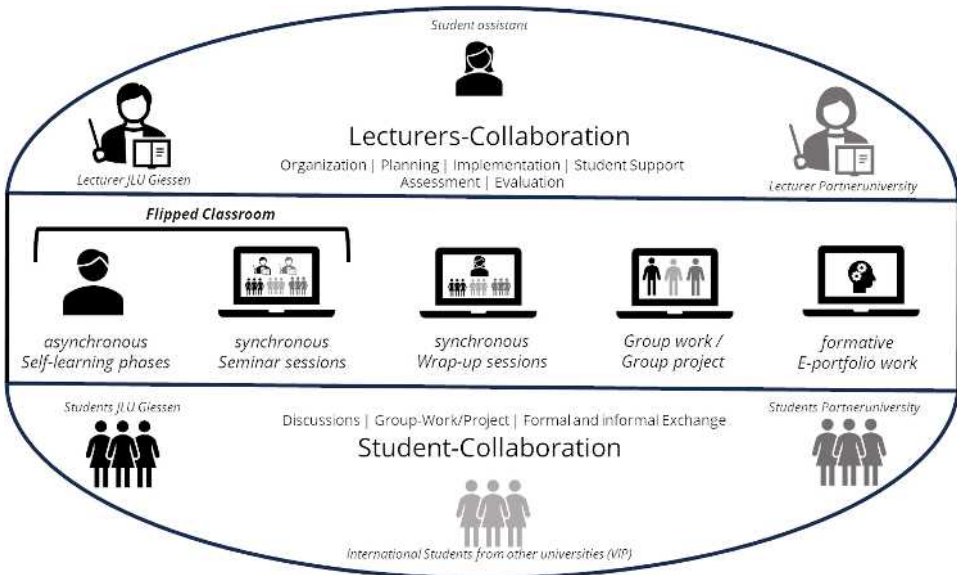 Student assistant
Lecturers-Collaboration
Organization | Planning | Implementation | Student Support
Assessment | Evaluation
Lecturer JLU Giessen
Lecturer Partneruniversity
Flipped Classroom
asynchronous
Self-learning phases
synchronous
Seminar sessions
synchronous
Wrap-up sessions
Group work /
Group project
formative
E-portfolio work
Students JLU Giessen
Students Partneruniversity
Discussions | Group-Work/Project | Formal and informal Exchange
Student-Collaboration
International Students from other universities (VIP)